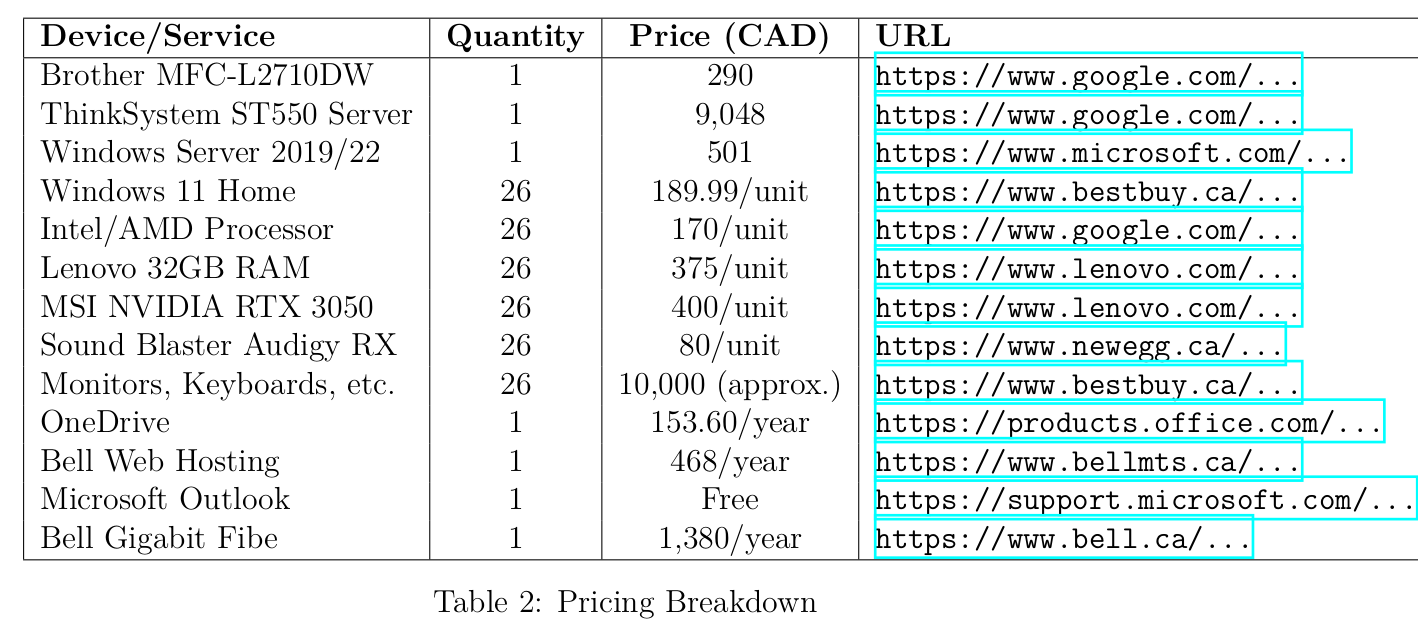 Device/Service Quantity Price (CAD) URL
Brother MFC-L2710DW 1 290 https://www.google.com/...
ThinkSystem ST550 Server 1 9,048 https://www.google.com/...
Windows Server 2019/22 1 501 https://www.microsoft.com/...
Windows 11 Home 26 189.99/unit https://www.bestbuy.ca/...
Intel/AMD Processor 26 170/unit https://www.google.com/...
Lenovo 32GB RAM 26 375/unit https://www.lenovo.com/...
MSI NVIDIA RTX 3050 26 400/unit https://www.lenovo.com/...
Sound Blaster Audigy RX 26 80/unit https://www.newegg.ca/...
Monitors, Keyboards, etc. 26 10,000 (approx.) https://www.bestbuy.ca/...
OneDrive 1 153.60/year https://products.office.com/...
Bell Web Hosting 1 468/year https://www.bellmts.ca/...
Microsoft Outlook 1 Free https://support.microsoft.com/...
Bell Gigabit Fibe 1 1,380/year https://www.bell.ca/...
Table 2: Pricing Breakdown